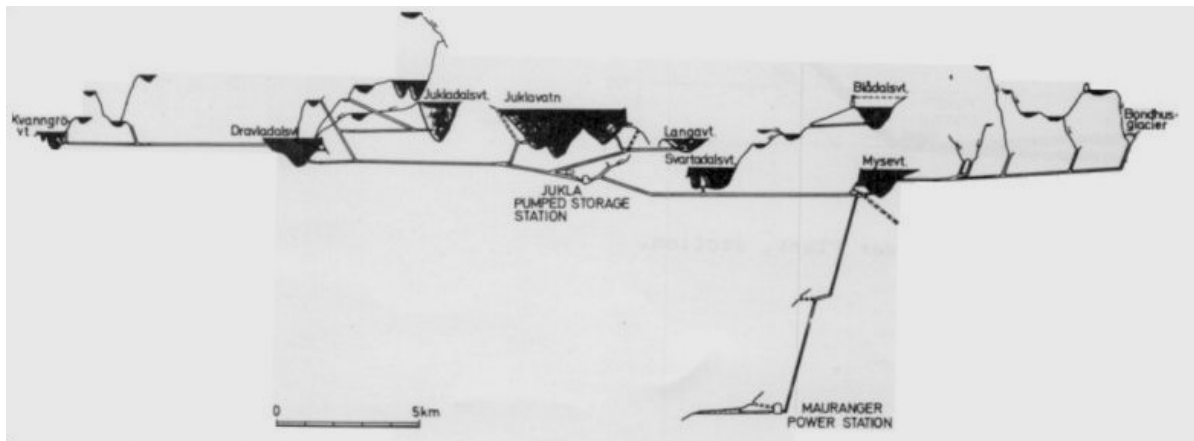 Kvanngrø-
vt.
Dravladalsvt.
Jukladalsvt.
Juklavatn
Langavt.
Svartadalsvt.
Blådalsvt.
Mysevt.
Bondhus-
glacier
JUKLA
PUMPED STORAGE
STATION
0 5km
MAURANGER
POWER STATION